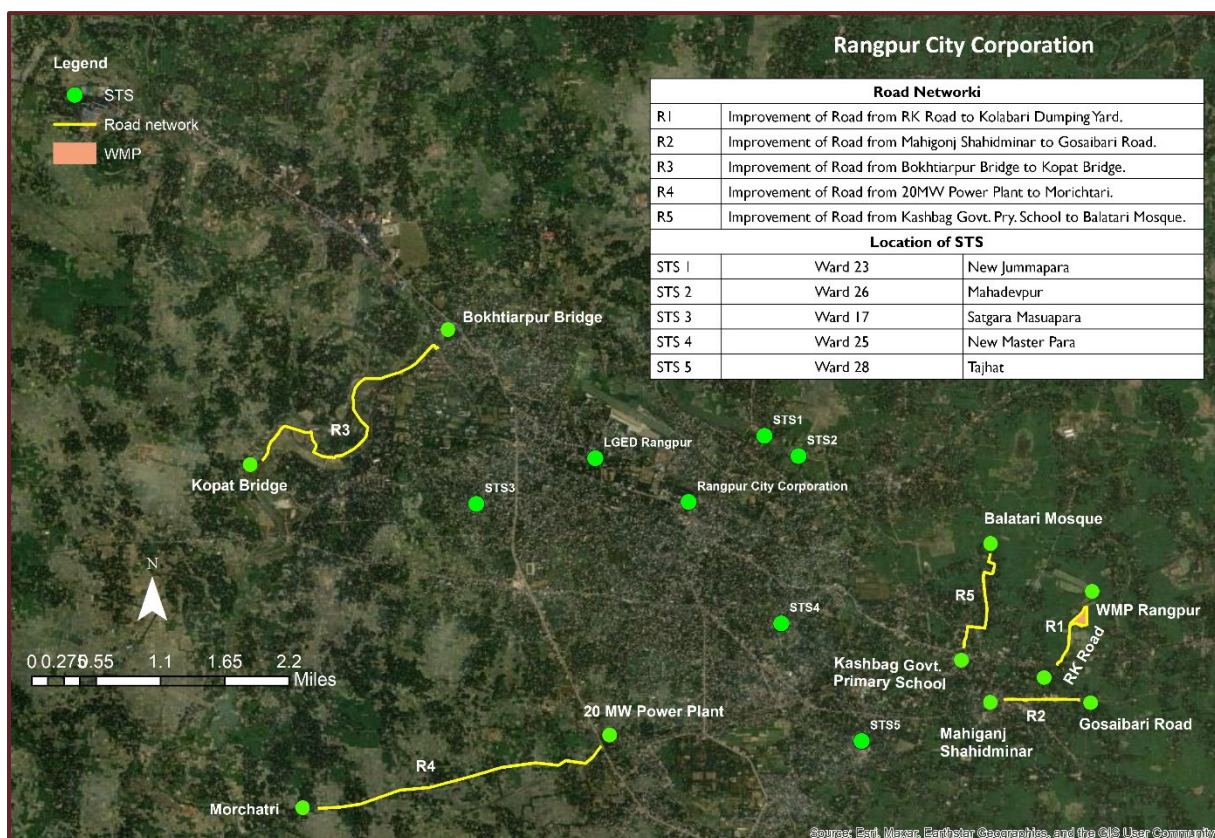 Rangpur City Corporation
Legend
STS
Road network
WMP
Road Networki
R1 Improvement of Road from RK Road to Kolabari Dumping Yard.
R2 Improvement of Road from Mahigonj Shahidminar to Gosaibari Road.
R3 Improvement of Road from Bokhtiarpur Bridge to Kopat Bridge.
R4 Improvement of Road from 20MW Power Plant to Morichtari.
R5 Improvement of Road from Kashbag Govt. Pry. School to Balatari Mosque.
Location of STS
STS 1 Ward 23 New Jummapara
STS 2 Ward 26 Mahadevpur
STS 3 Ward 17 Satgara Masuapara
STS 4 Ward 25 New Master Para
STS 5 Ward 28 Tajhat
Bokhtiarpur Bridge
R3
Kopat Bridge
STS1
STS2
LGED Rangpur
STS3
Rangpur City Corporation
Balatari Mosque
R5
WMP Rangpur
R1
RK Road
STS4
Kashbag Govt.
Primary School
N
0 0.275 0.55 1.1 1.65 2.2
Miles
20 MW Power Plant
R2
Gosaibari Road
Mahiganj
Shahidminar
STS5
R4
Morchatri
Source: Esri, Maxar, Earthstar Geographics, and the GIS User Community